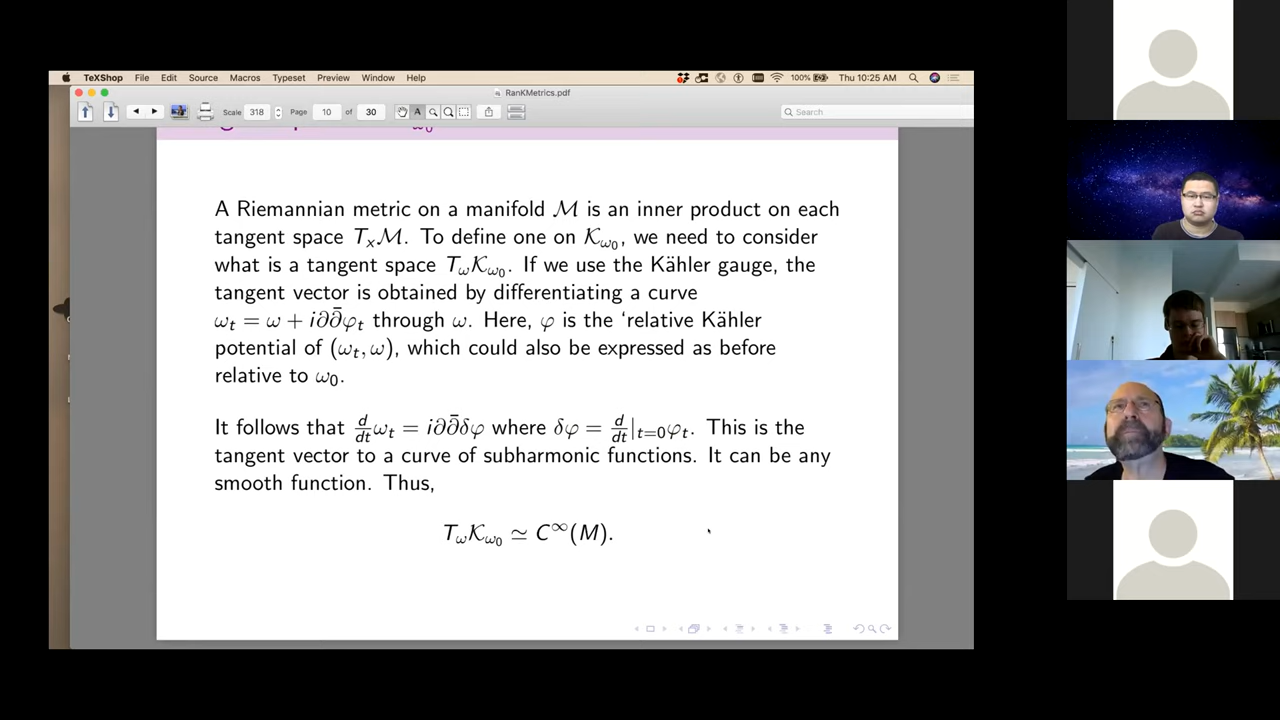 TeXShop File Edit Source Macros Typeset Preview Window Help 100% Thu 10:25 AM
RanKMetrics.pdf
Scale 318 Page 10 of 30 Search
A Riemannian metric on a manifold ℳ is an inner product on each
tangent space Tₓℳ. To define one on 𝒦_{ω₀}, we need to consider
what is a tangent space T_ω𝒦_{ω₀}. If we use the Kähler gauge, the
tangent vector is obtained by differentiating a curve
ω_t = ω + i∂∂̄φ_t through ω. Here, φ is the ‘relative Kähler
potential of (ω_t, ω), which could also be expressed as before
relative to ω₀.
It follows that d/dt ω_t = i∂∂̄δφ where δφ = d/dt|_{t=0}φ_t. This is the
tangent vector to a curve of subharmonic functions. It can be any
smooth function. Thus,
T_ω𝒦_{ω₀} ≃ C^∞(M).